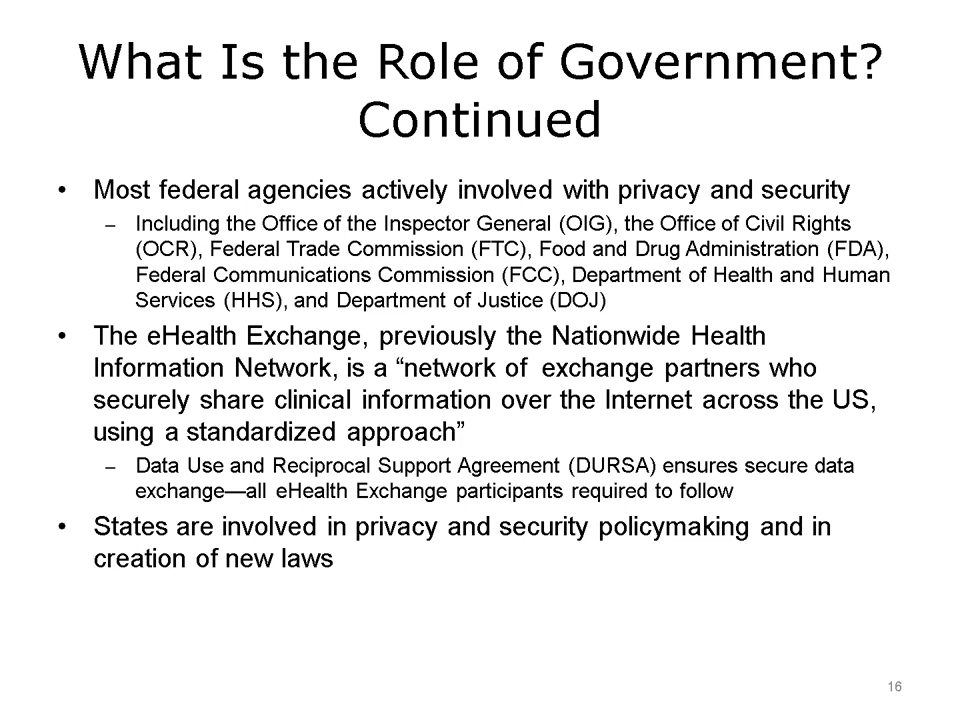 What Is the Role of Government?
Continued
• Most federal agencies actively involved with privacy and security
– Including the Office of the Inspector General (OIG), the Office of Civil Rights
(OCR), Federal Trade Commission (FTC), Food and Drug Administration (FDA),
Federal Communications Commission (FCC), Department of Health and Human
Services (HHS), and Department of Justice (DOJ)
• The eHealth Exchange, previously the Nationwide Health
Information Network, is a “network of exchange partners who
securely share clinical information over the Internet across the US,
using a standardized approach”
– Data Use and Reciprocal Support Agreement (DURSA) ensures secure data
exchange—all eHealth Exchange participants required to follow
• States are involved in privacy and security policymaking and in
creation of new laws
16